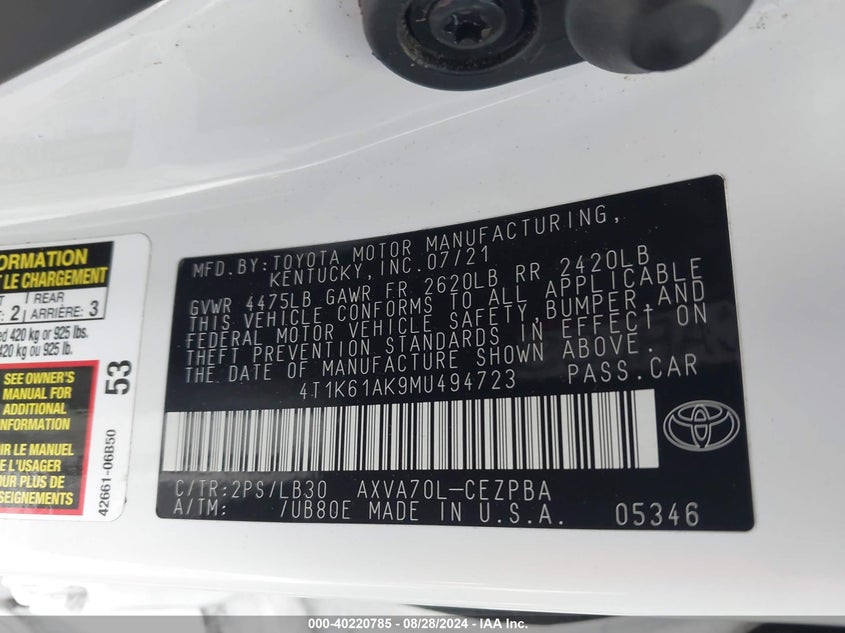 ORMATION
LE CHARGEMENT
REAR
2 ARRIÈRE: 3
420 kg or 925 lbs.
420 kg ou 925 lb.
SEE OWNER'S
MANUAL FOR
ADDITIONAL
INFORMATION
LE MANUEL
L'USAGER
PLUS DE
53
42661-06B50
MFD.BY: TOYOTA MOTOR MANUFACTURING,
KENTUCKY, INC. 07/21
GVWR 4475LB GAWR FR 2620LB RR 2420LB
THIS VEHICLE CONFORMS TO ALL APPLICABLE
FEDERAL MOTOR VEHICLE SAFETY, BUMPER, AND
THEFT PREVENTION STANDARDS IN EFFECT ON
THE DATE OF MANUFACTURE SHOWN ABOVE.
4T1K61AK9MU494723 PASS.CAR
C/TR:2PS/LB30 AXVA70L-CEZPBA
A/TM: /UB80E MADE IN U.S.A. 05346
000-40220785 - 08/28/2024 - IAA Inc.